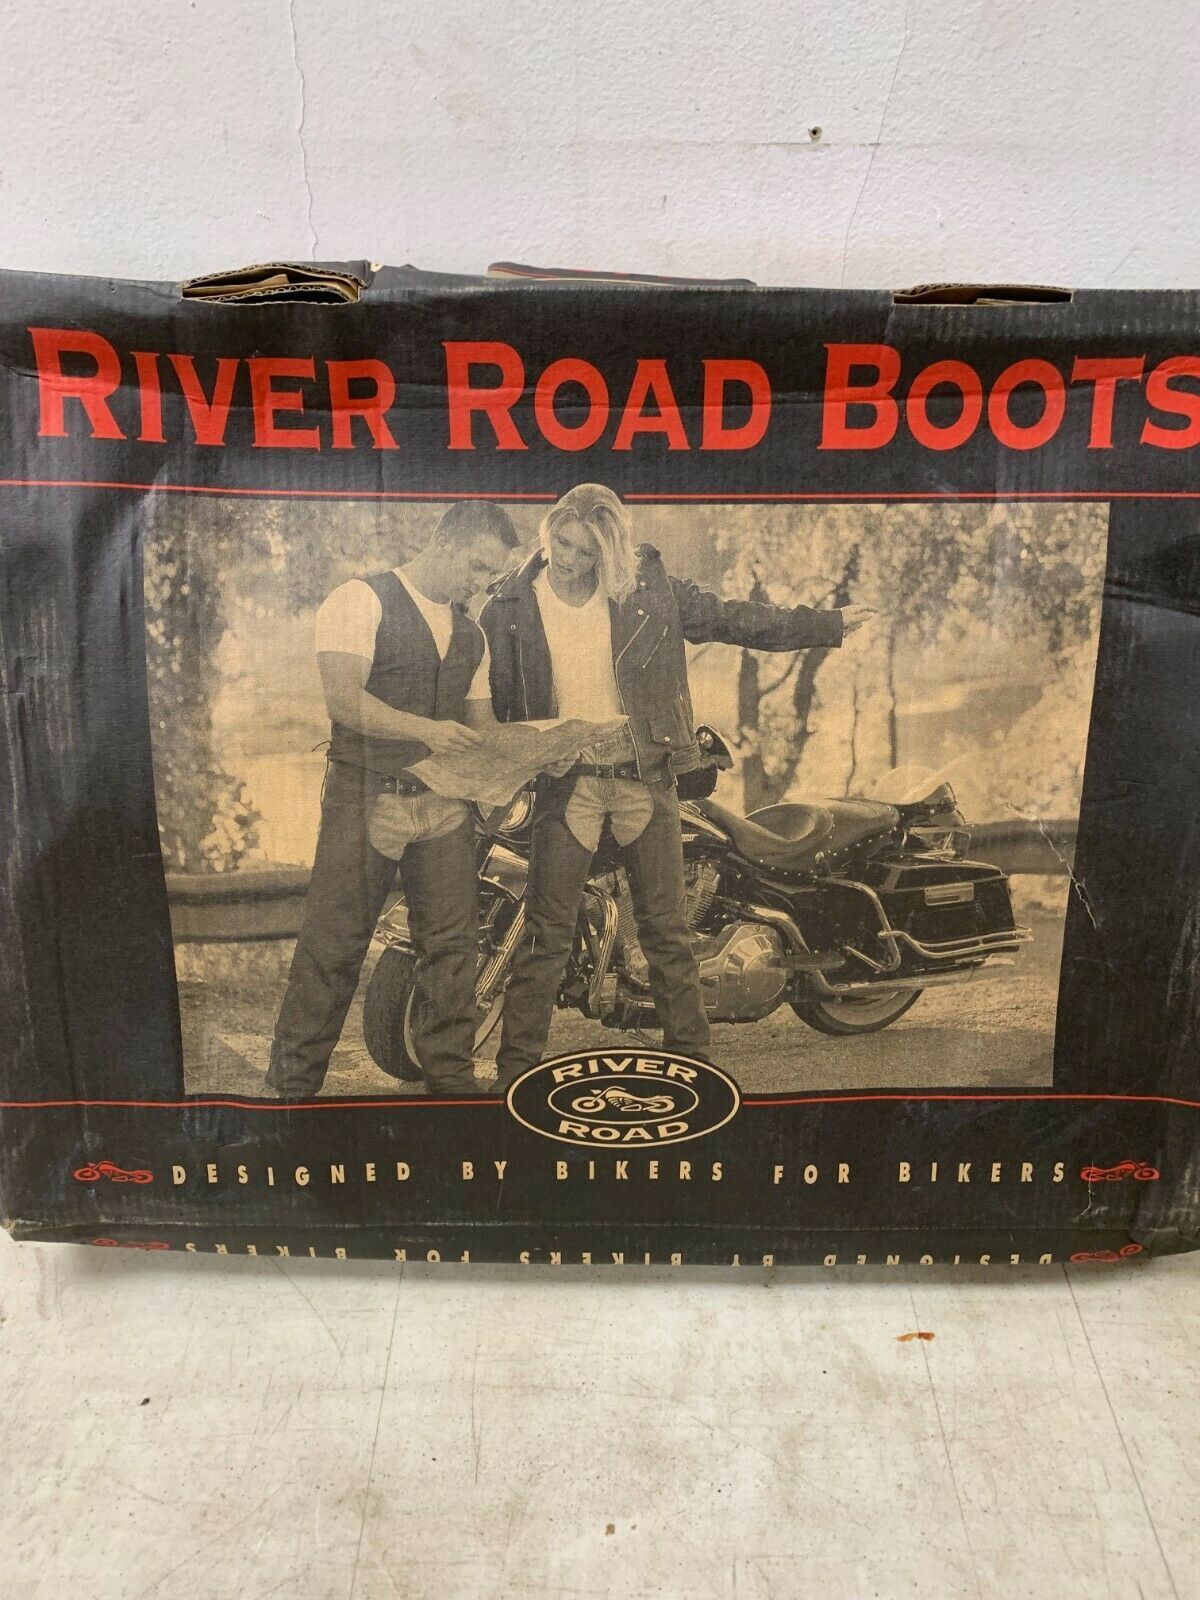 RIVER ROAD BOOTS
RIVER
ROAD
DESIGNED BY BIKERS FOR BIKERS
DESIGNED BY BIKERS FOR BIKERS